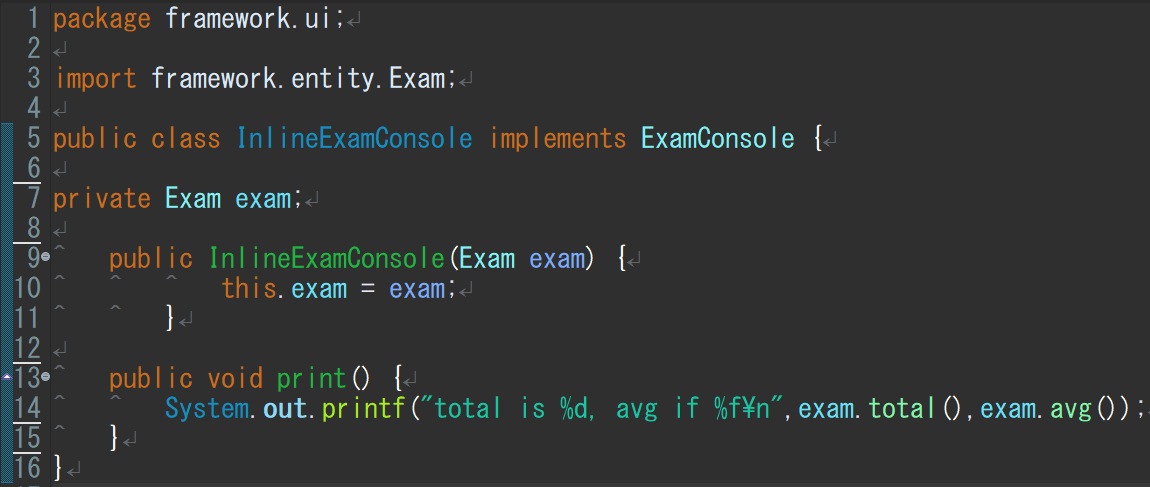 1 package framework.ui;
2
3 import framework.entity.Exam;
4
5 public class InlineExamConsole implements ExamConsole {
6
7 private Exam exam;
8
9 public InlineExamConsole(Exam exam) {
10 this.exam = exam;
11 }
12
13 public void print() {
14 System.out.printf("total is %d, avg if %f¥n",exam.total(),exam.avg());
15 }
16 }